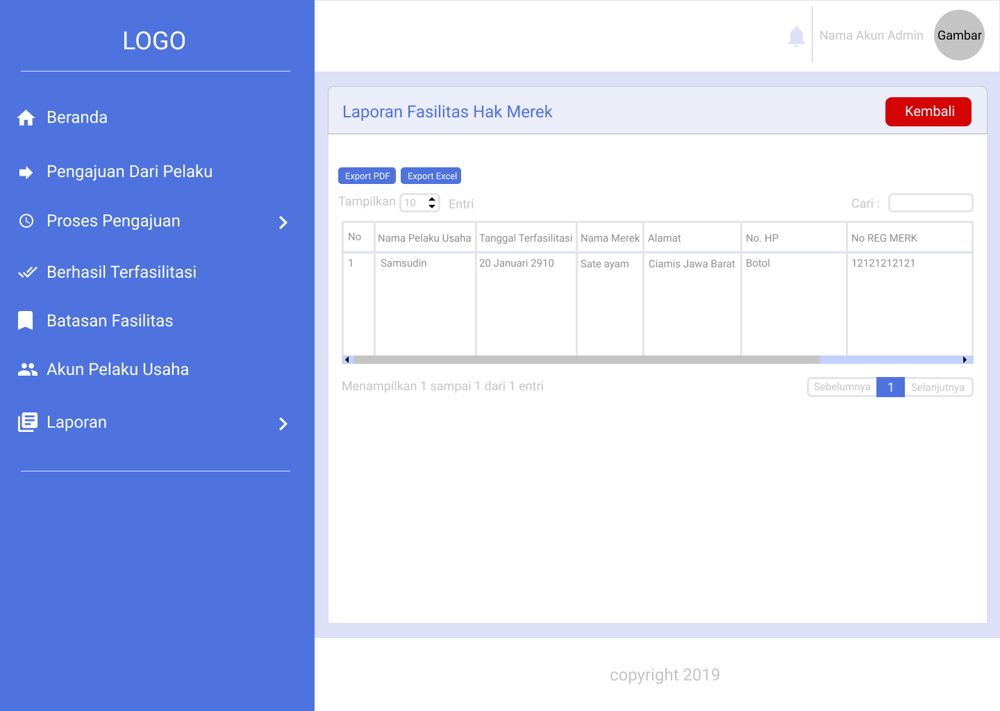 LOGO
Beranda
Pengajuan Dari Pelaku
Proses Pengajuan
Berhasil Terfasilitasi
Batasan Fasilitas
Akun Pelaku Usaha
Laporan
Nama Akun Admin
Gambar
Laporan Fasilitas Hak Merek
Kembali
Export PDF
Export Excel
Tampilkan 10 Entri
Cari :
No Nama Pelaku Usaha Tanggal Terfasilitasi Nama Merek Alamat No. HP No REG MERK
1 Samsudin 20 Januari 2910 Sate ayam Ciamis Jawa Barat Botol 12121212121
Menampilkan 1 sampai 1 dari 1 entri
Sebelumnya 1 Selanjutnya
copyright 2019